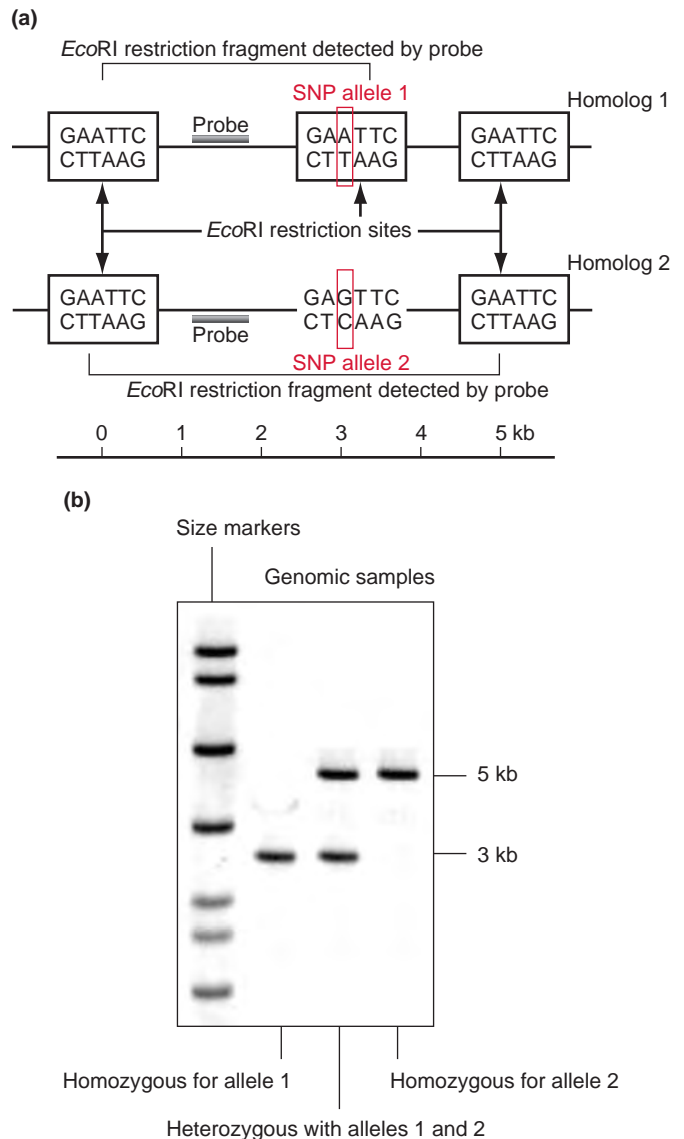 (a)
EcoRI restriction fragment detected by probe
SNP allele 1
Homolog 1
GAATTC
CTTAAG
Probe
GAATTC
CTTAAG
GAATTC
CTTAAG
EcoRI restriction sites
Homolog 2
GAATTC
CTTAAG
Probe
GAGTTC
CTCAAG
GAATTC
CTTAAG
SNP allele 2
EcoRI restriction fragment detected by probe
0 1 2 3 4 5 kb
(b)
Size markers
Genomic samples
5 kb
3 kb
Homozygous for allele 1
Homozygous for allele 2
Heterozygous with alleles 1 and 2